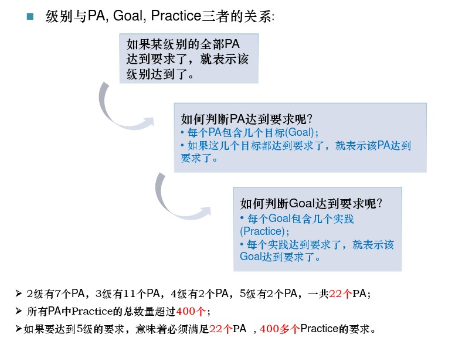 级别与PA, Goal, Practice三者的关系:
如果某级别的全部PA
达到要求了，就表示该
级别达到了。
如何判断PA达到要求呢？
• 每个PA包含几个目标(Goal)；
• 如果这几个目标都达到要求了，就表示该PA达到
要求了。
如何判断Goal达到要求呢？
• 每个Goal包含几个实践
(Practice)；
• 每个实践达到要求了，就表示该
Goal达到要求了。
➢ 2级有7个PA，3级有11个PA，4级有2个PA，5级有2个PA，一共22个PA；
➢ 所有PA中Practice的总数量超过400个；
➢如果要达到5级的要求，意味着必须满足22个PA ，400多个Practice的要求。